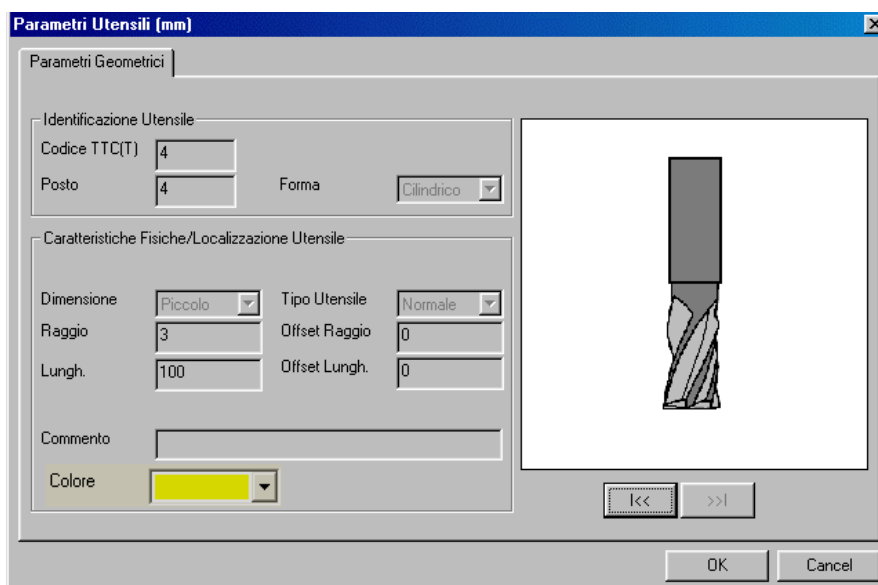 Parametri Utensili (mm)
Parametri Geometrici
Identificazione Utensile
Codice TTC(T) 4
Posto 4 Forma Cilindrico
Caratteristiche Fisiche/Localizzazione Utensile
Dimensione Piccolo Tipo Utensile Normale
Raggio 3 Offset Raggio 0
Lungh. 100 Offset Lungh. 0
Commento
Colore
I<< >>I
OK Cancel